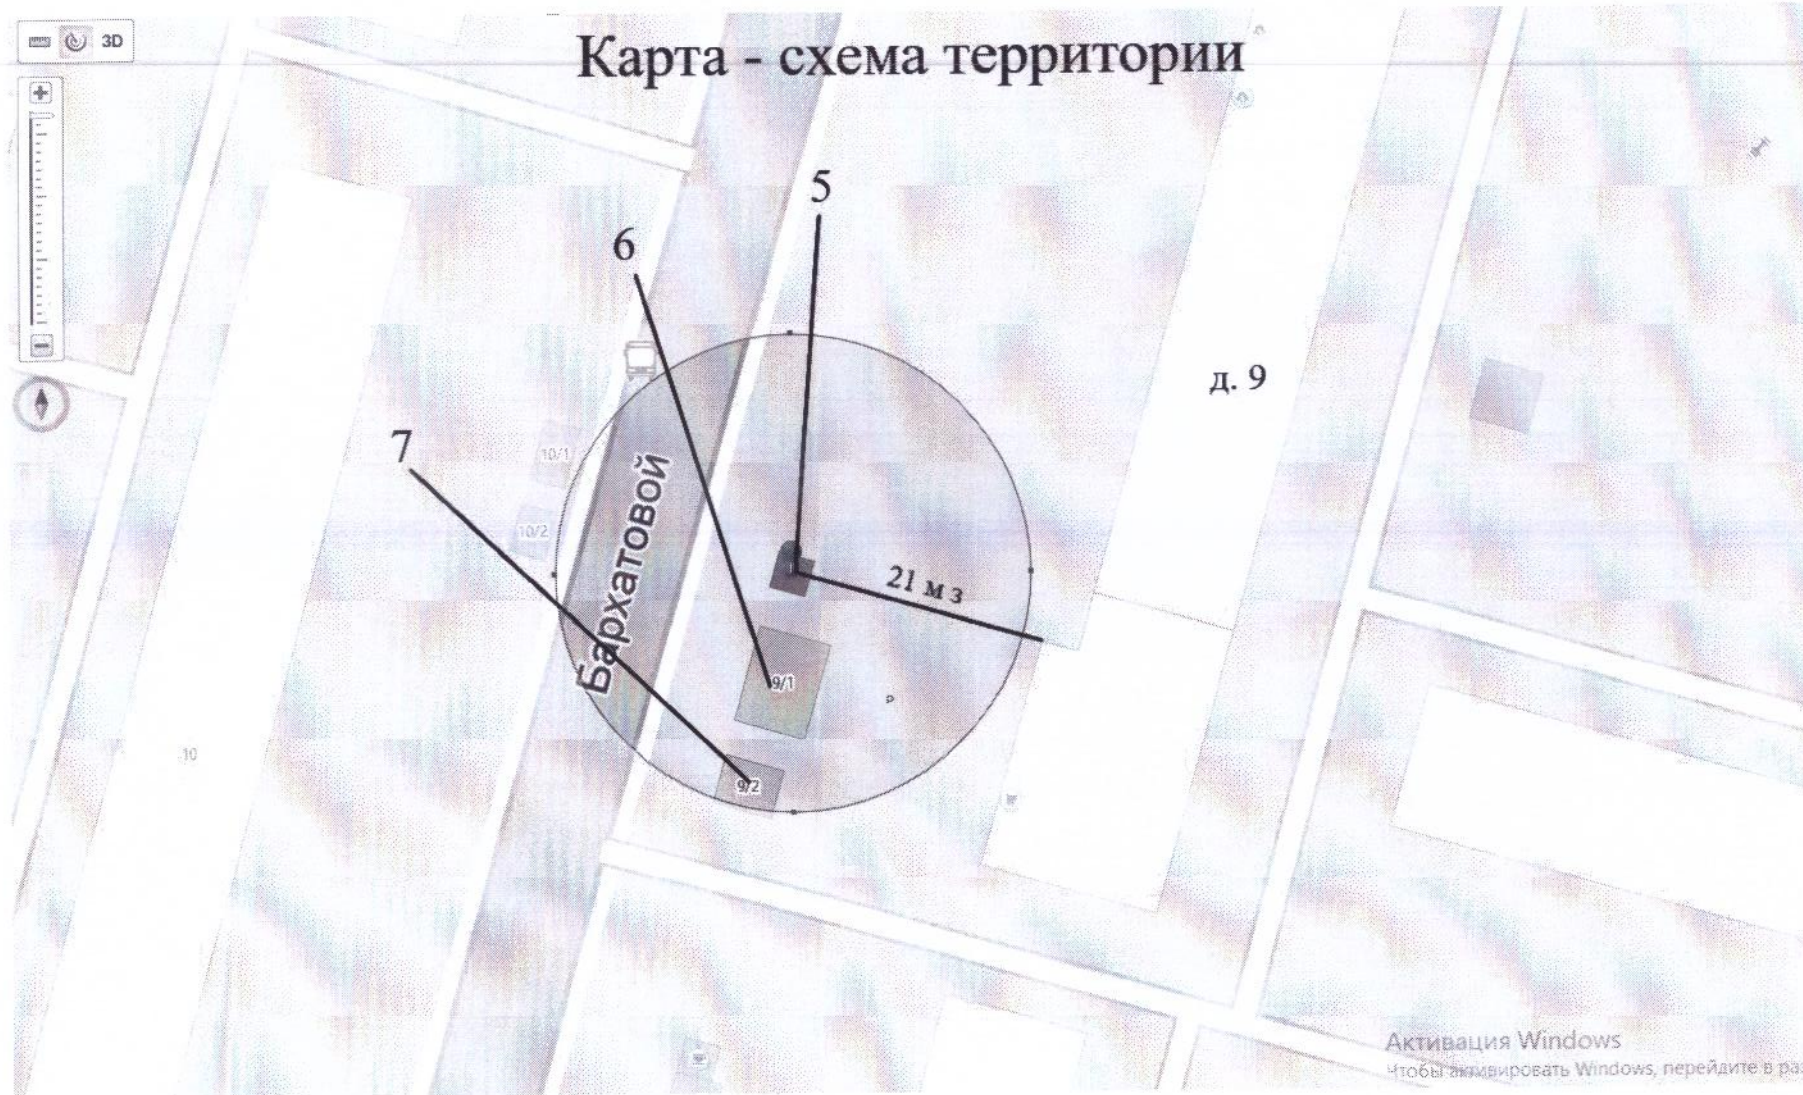 3D
Карта - схема территории
5
6
д. 9
7
10/1
10/2
Бархатовой
21 м з
9/1
Р
10
9/2
Активация Windows
Чтобы активировать Windows, перейдите в раз